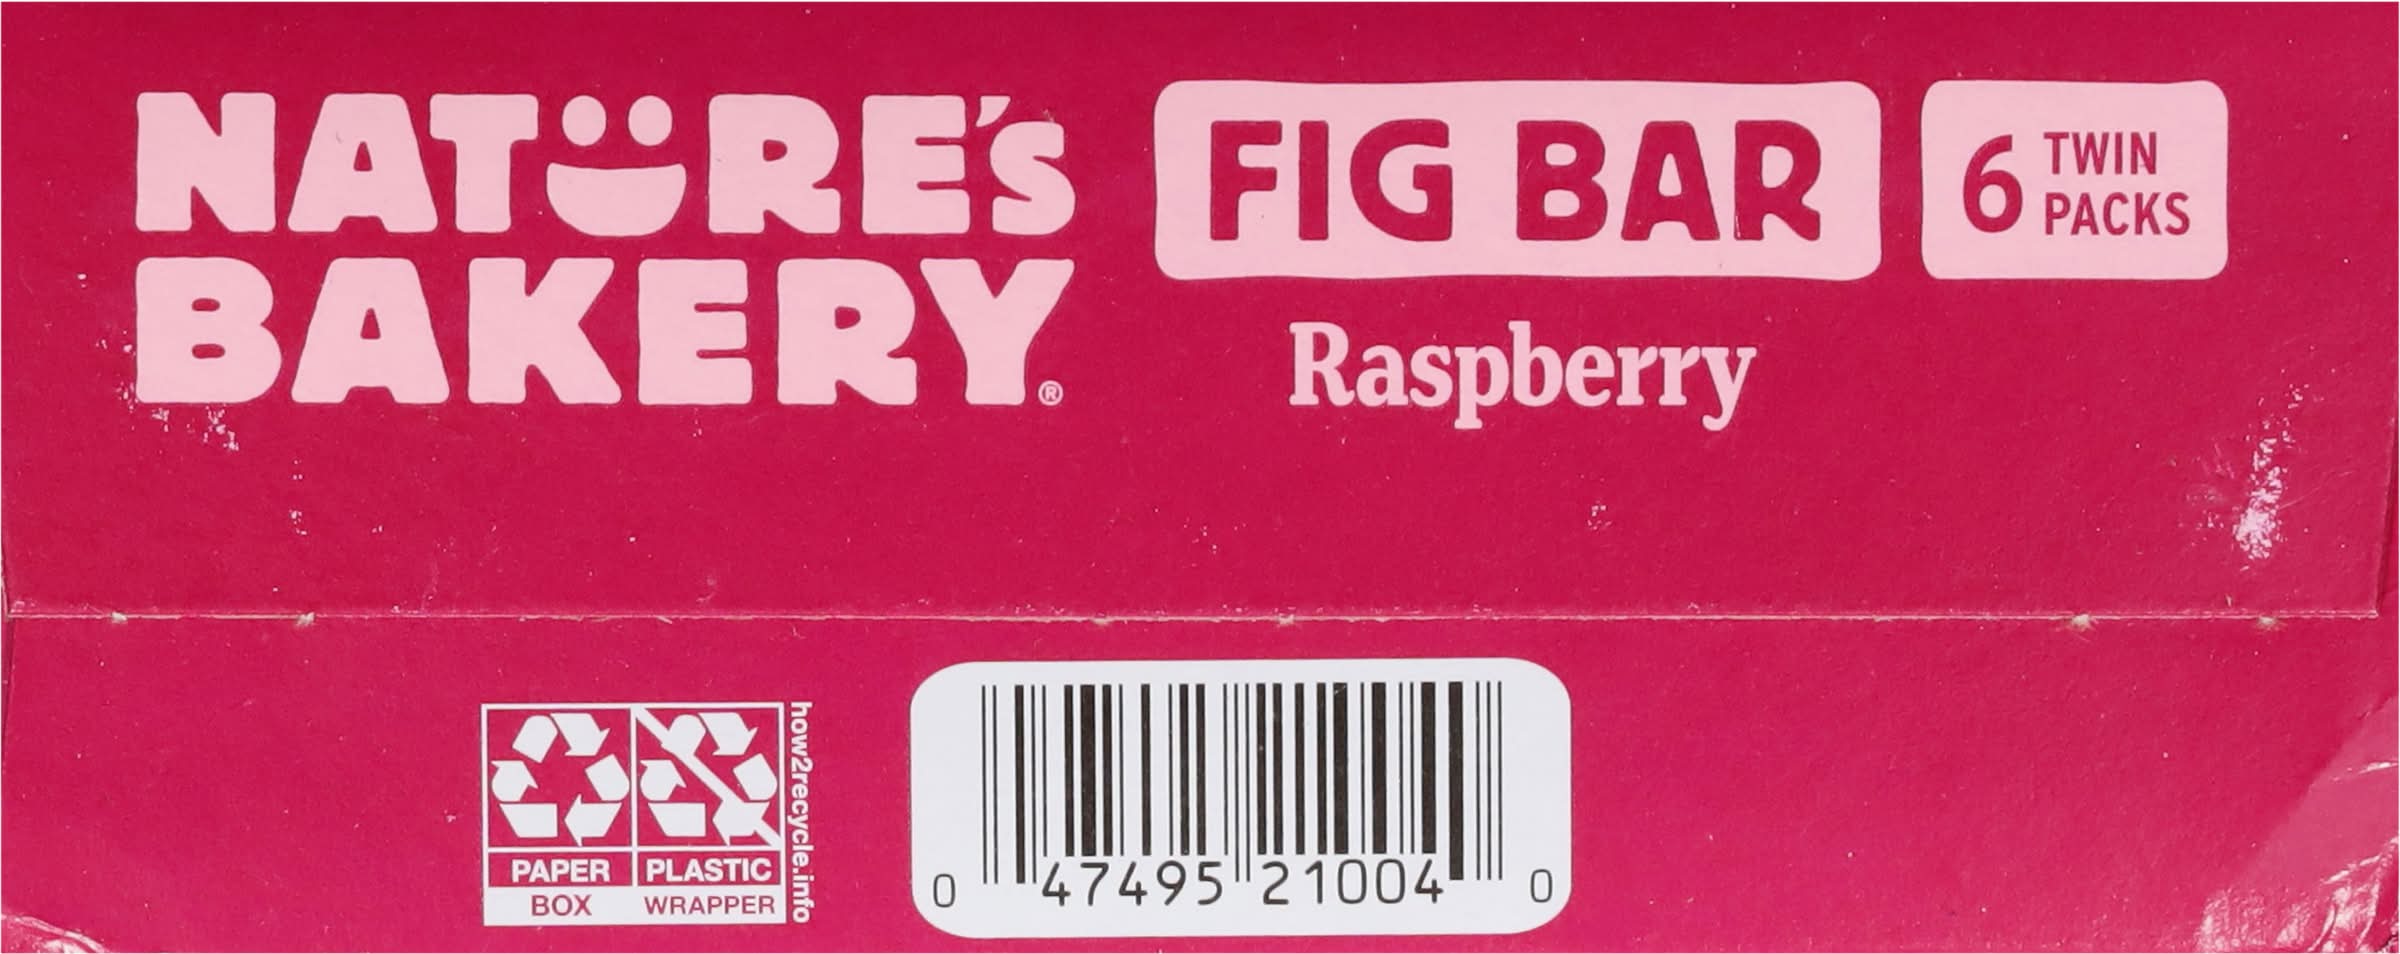 NATURE'S
BAKERY®
FIG BAR
6 TWIN
PACKS
Raspberry
how2recycle.info
PAPER
BOX
PLASTIC
WRAPPER
0 47495 21004 0